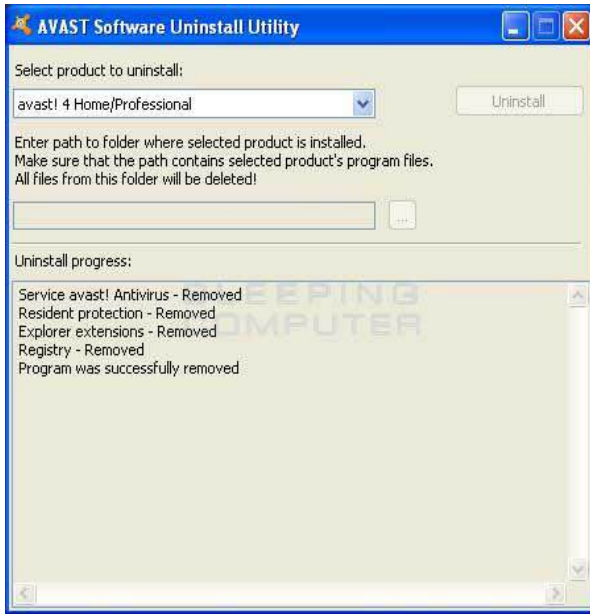 AVAST Software Uninstall Utility
Select product to uninstall:
avast! 4 Home/Professional
Uninstall
Enter path to folder where selected product is installed.
Make sure that the path contains selected product's program files.
All files from this folder will be deleted!
...
Uninstall progress:
BLEEPING
COMPUTER
Service avast! Antivirus - Removed
Resident protection - Removed
Explorer extensions - Removed
Registry - Removed
Program was successfully removed